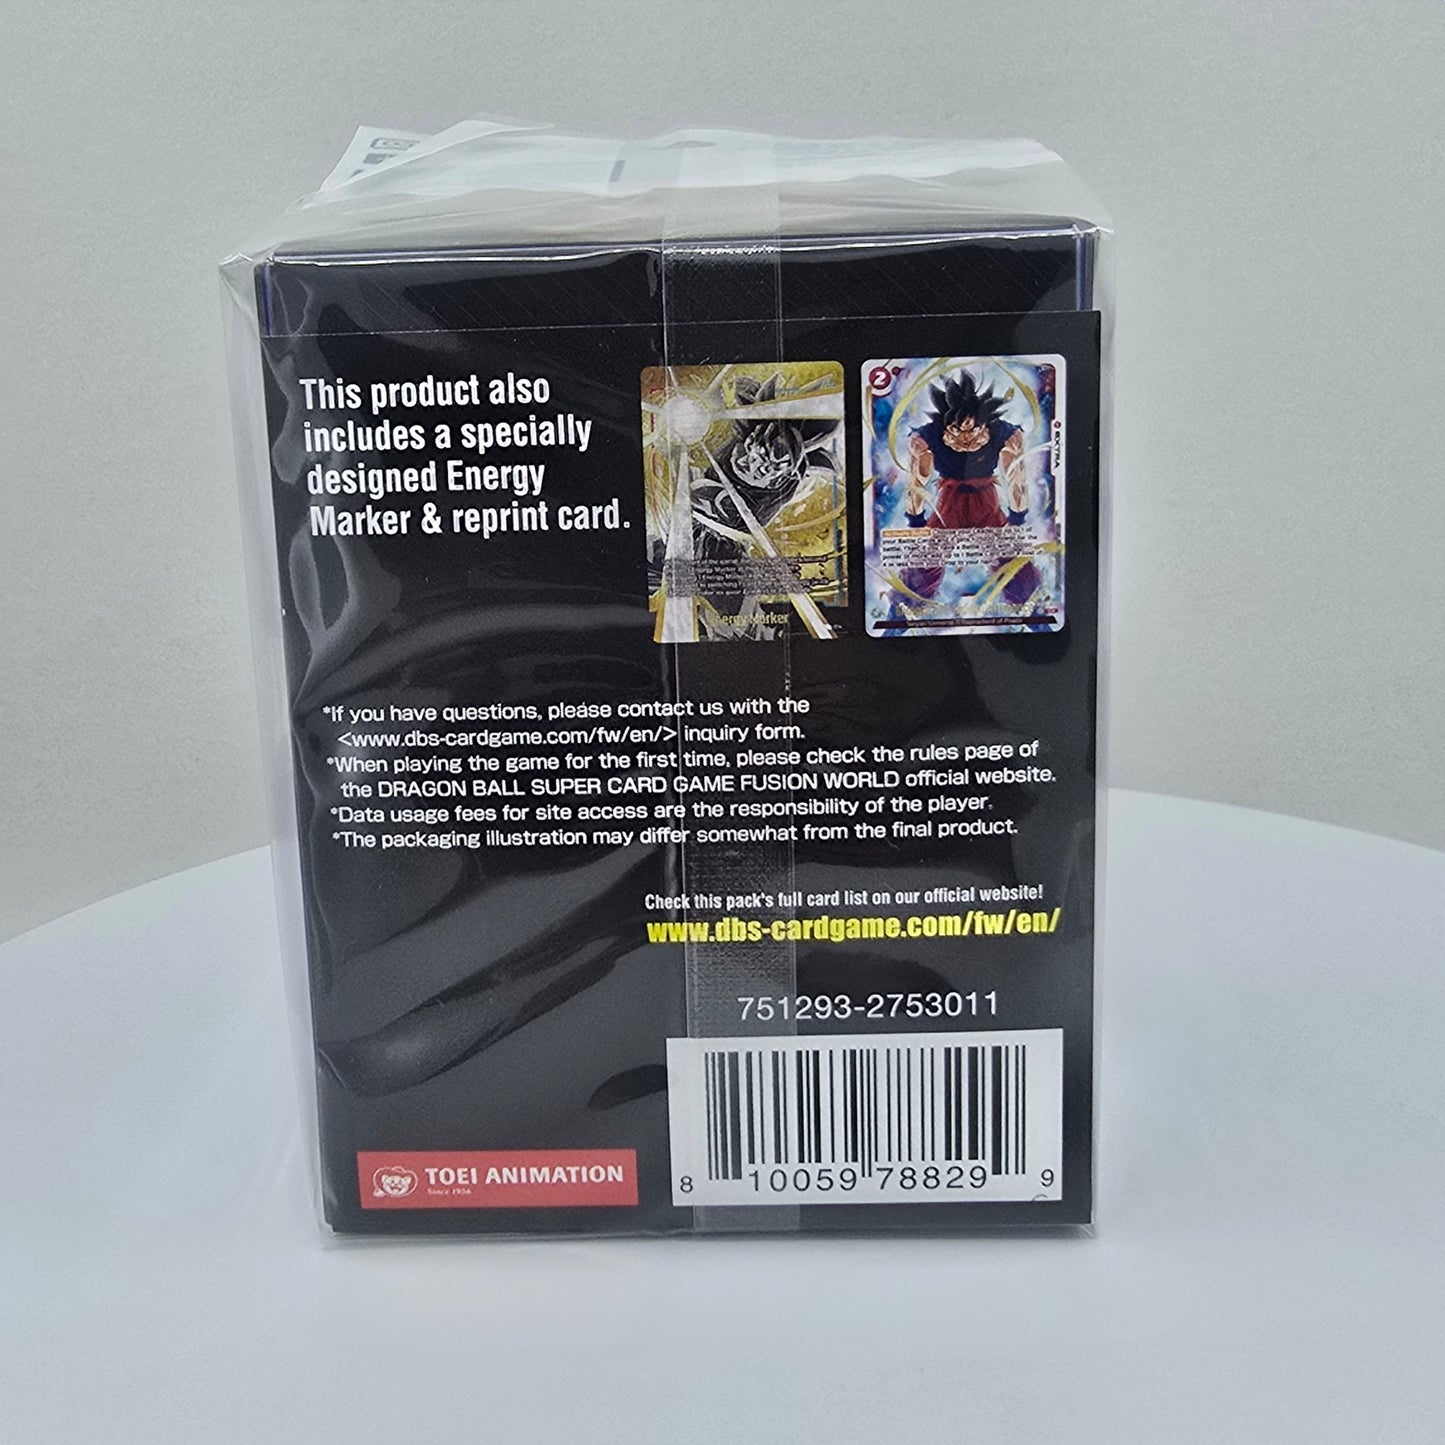 This product also
includes a specially
designed Energy
Marker & reprint card.
Energy Marker
2
EXTRA
*If you have questions, please contact us with the
<www.dbs-cardgame.com/fw/en/> inquiry form.
*When playing the game for the first time, please check the rules page of
the DRAGON BALL SUPER CARD GAME FUSION WORLD official website.
*Data usage fees for site access are the responsibility of the player.
*The packaging illustration may differ somewhat from the final product.
Check this pack's full card list on our official website!
www.dbs-cardgame.com/fw/en/
751293-2753011
8 10059 78829 9
TOEI ANIMATION
Since 1956